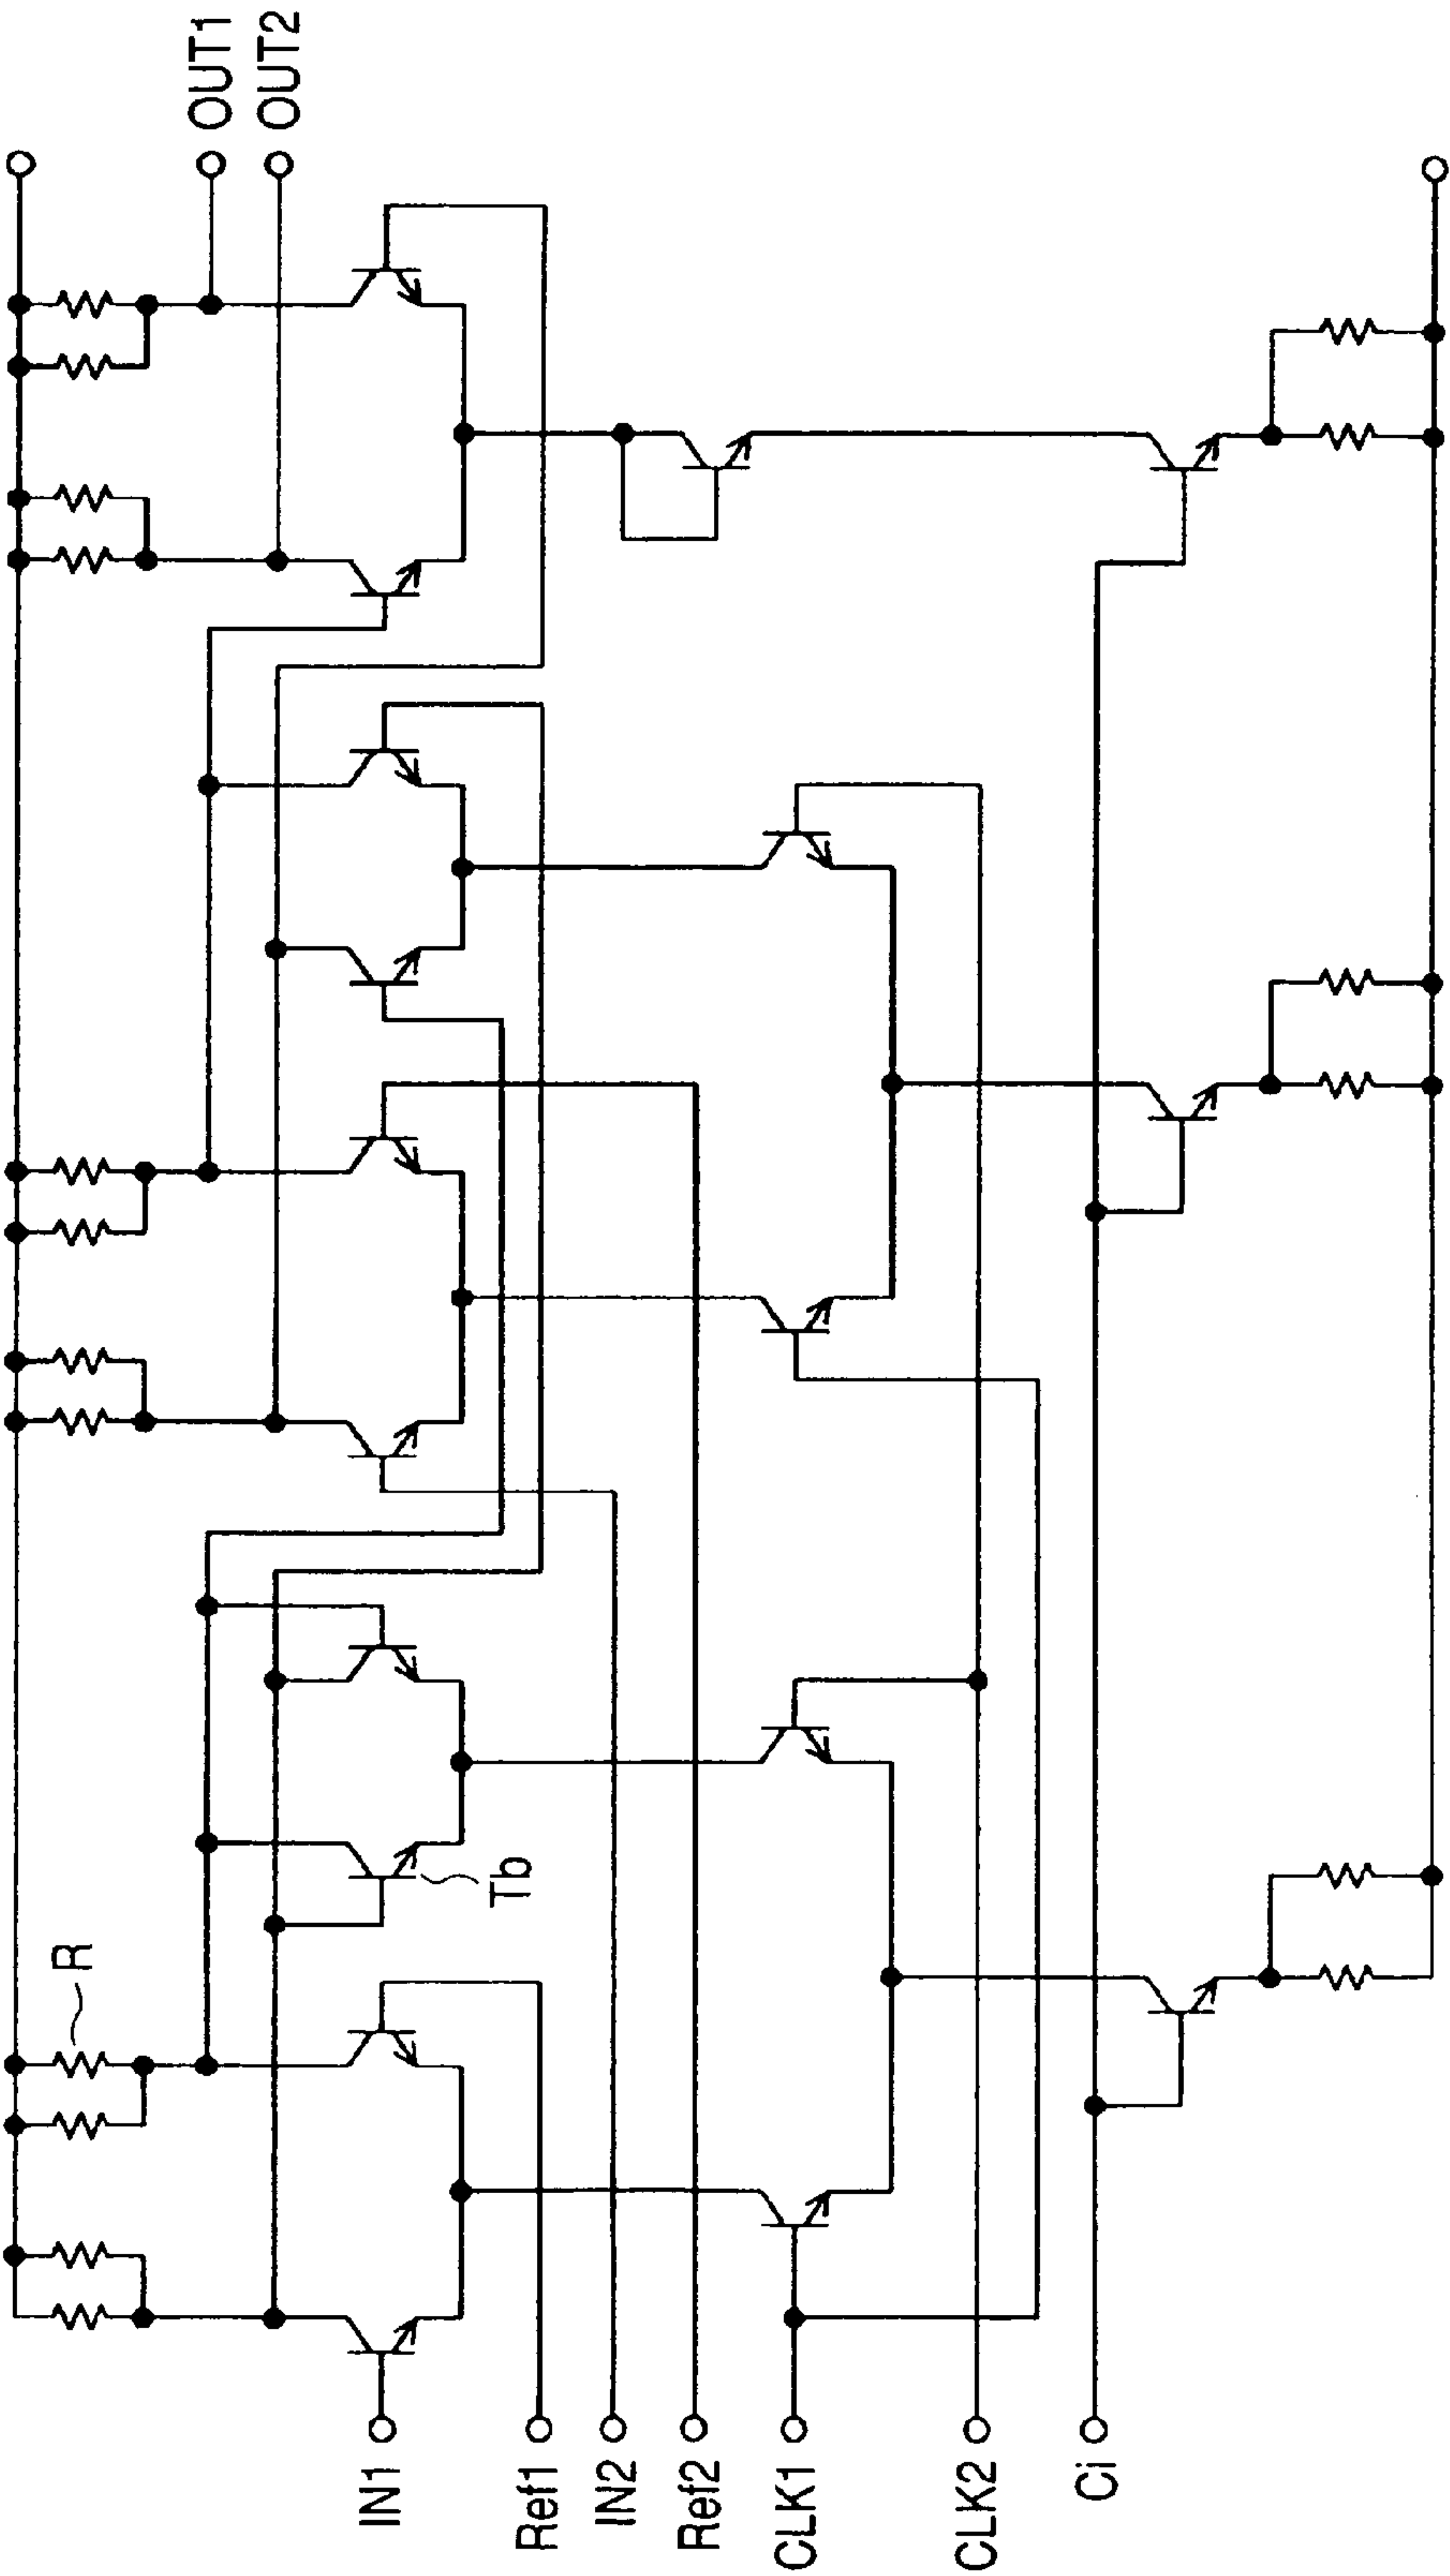 OUT1
OUT2
R
Tb
IN1
Ref1
IN2
Ref2
CLK1
CLK2
Ci